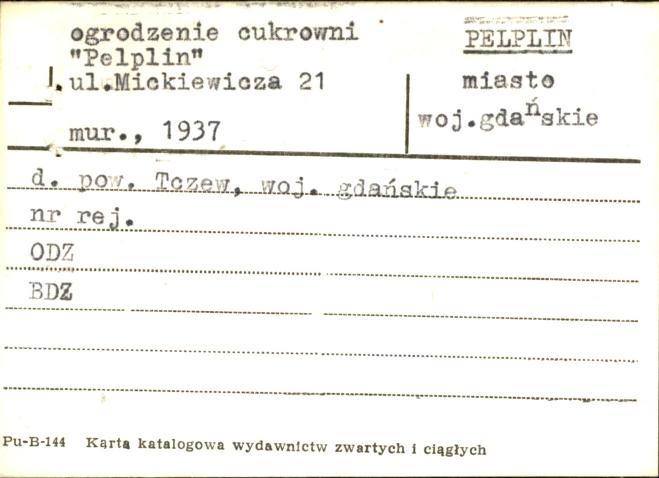 ogrodzenie cukrowni
"Pelplin"
ul.Mickiewicza 21
mur., 1937
PELPLIN
miasto
woj.gdańskie
d. pow. Tczew, woj. gdańskie
nr rej.
ODZ
BDZ
Pu-B-144 Karta katalogowa wydawnictw zwartych i ciągłych